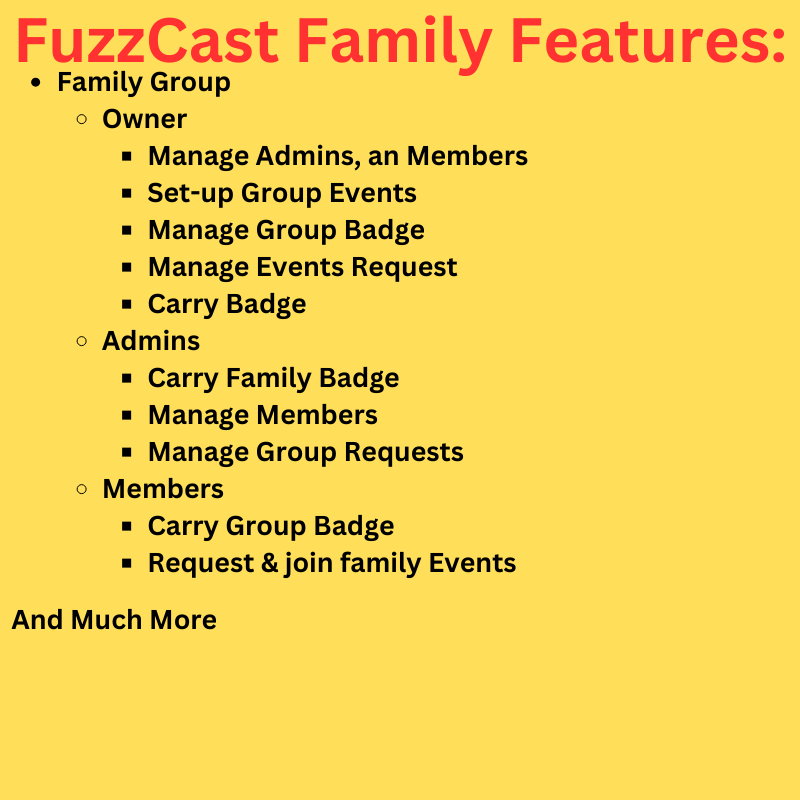 FuzzCast Family Features:
Family Group
Owner
Manage Admins, an Members
Set-up Group Events
Manage Group Badge
Manage Events Request
Carry Badge
Admins
Carry Family Badge
Manage Members
Manage Group Requests
Members
Carry Group Badge
Request & join family Events
And Much More